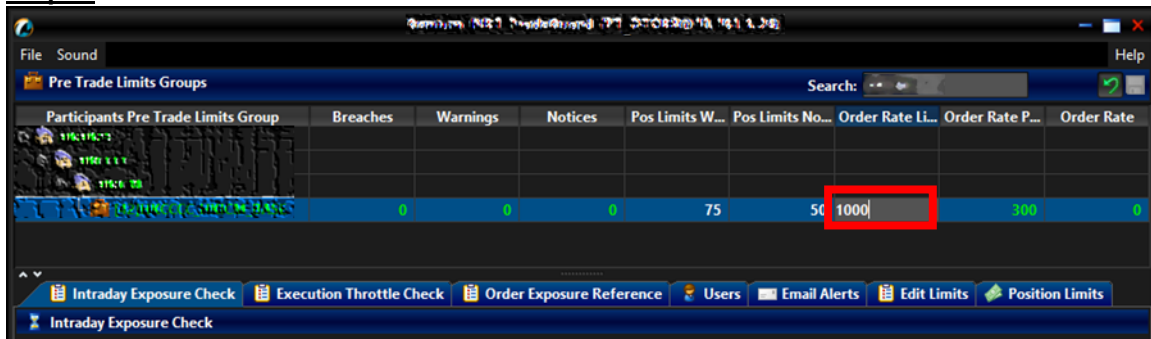 File Sound Help
Pre Trade Limits Groups Search:
Participants Pre Trade Limits Group Breaches Warnings Notices Pos Limits W... Pos Limits No... Order Rate Li... Order Rate P... Order Rate
0 0 0 75 50 1000 300 0
Intraday Exposure Check Execution Throttle Check Order Exposure Reference Users Email Alerts Edit Limits Position Limits
Intraday Exposure Check